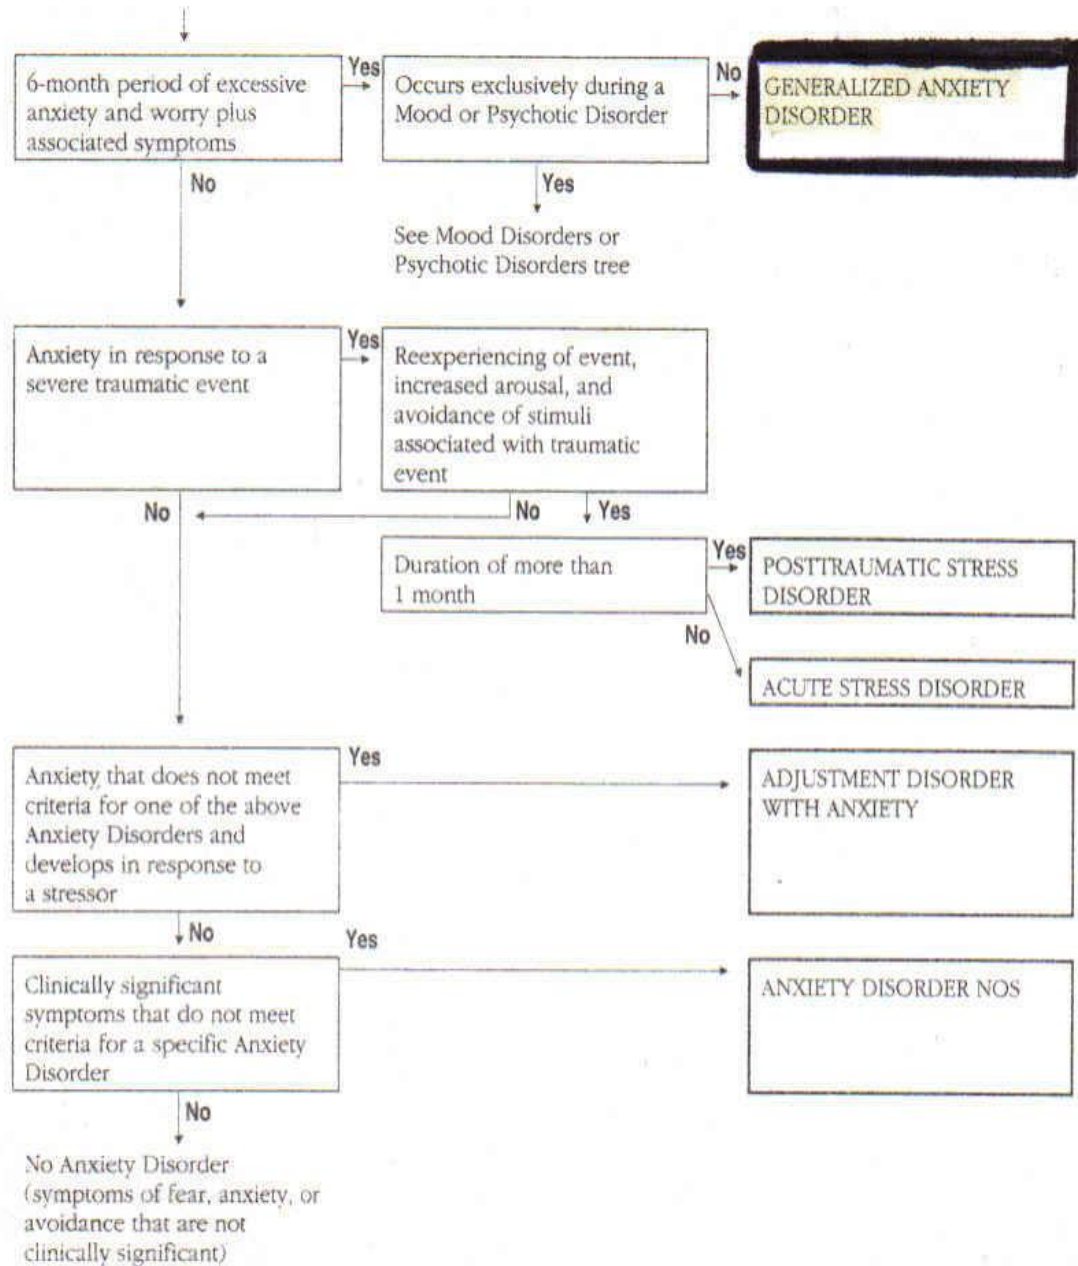 6-month period of excessive
anxiety and worry plus
associated symptoms
Yes
Occurs exclusively during a
Mood or Psychotic Disorder
No
GENERALIZED ANXIETY
DISORDER
No
Yes
See Mood Disorders or
Psychotic Disorders tree
Anxiety in response to a
severe traumatic event
Yes
Reexperiencing of event,
increased arousal, and
avoidance of stimuli
associated with traumatic
event
No
No
Yes
Duration of more than
1 month
Yes
POSTTRAUMATIC STRESS
DISORDER
No
ACUTE STRESS DISORDER
Anxiety that does not meet
criteria for one of the above
Anxiety Disorders and
develops in response to
a stressor
Yes
ADJUSTMENT DISORDER
WITH ANXIETY
No
Clinically significant
symptoms that do not meet
criteria for a specific Anxiety
Disorder
Yes
ANXIETY DISORDER NOS
No
No Anxiety Disorder
(symptoms of fear, anxiety, or
avoidance that are not
clinically significant)